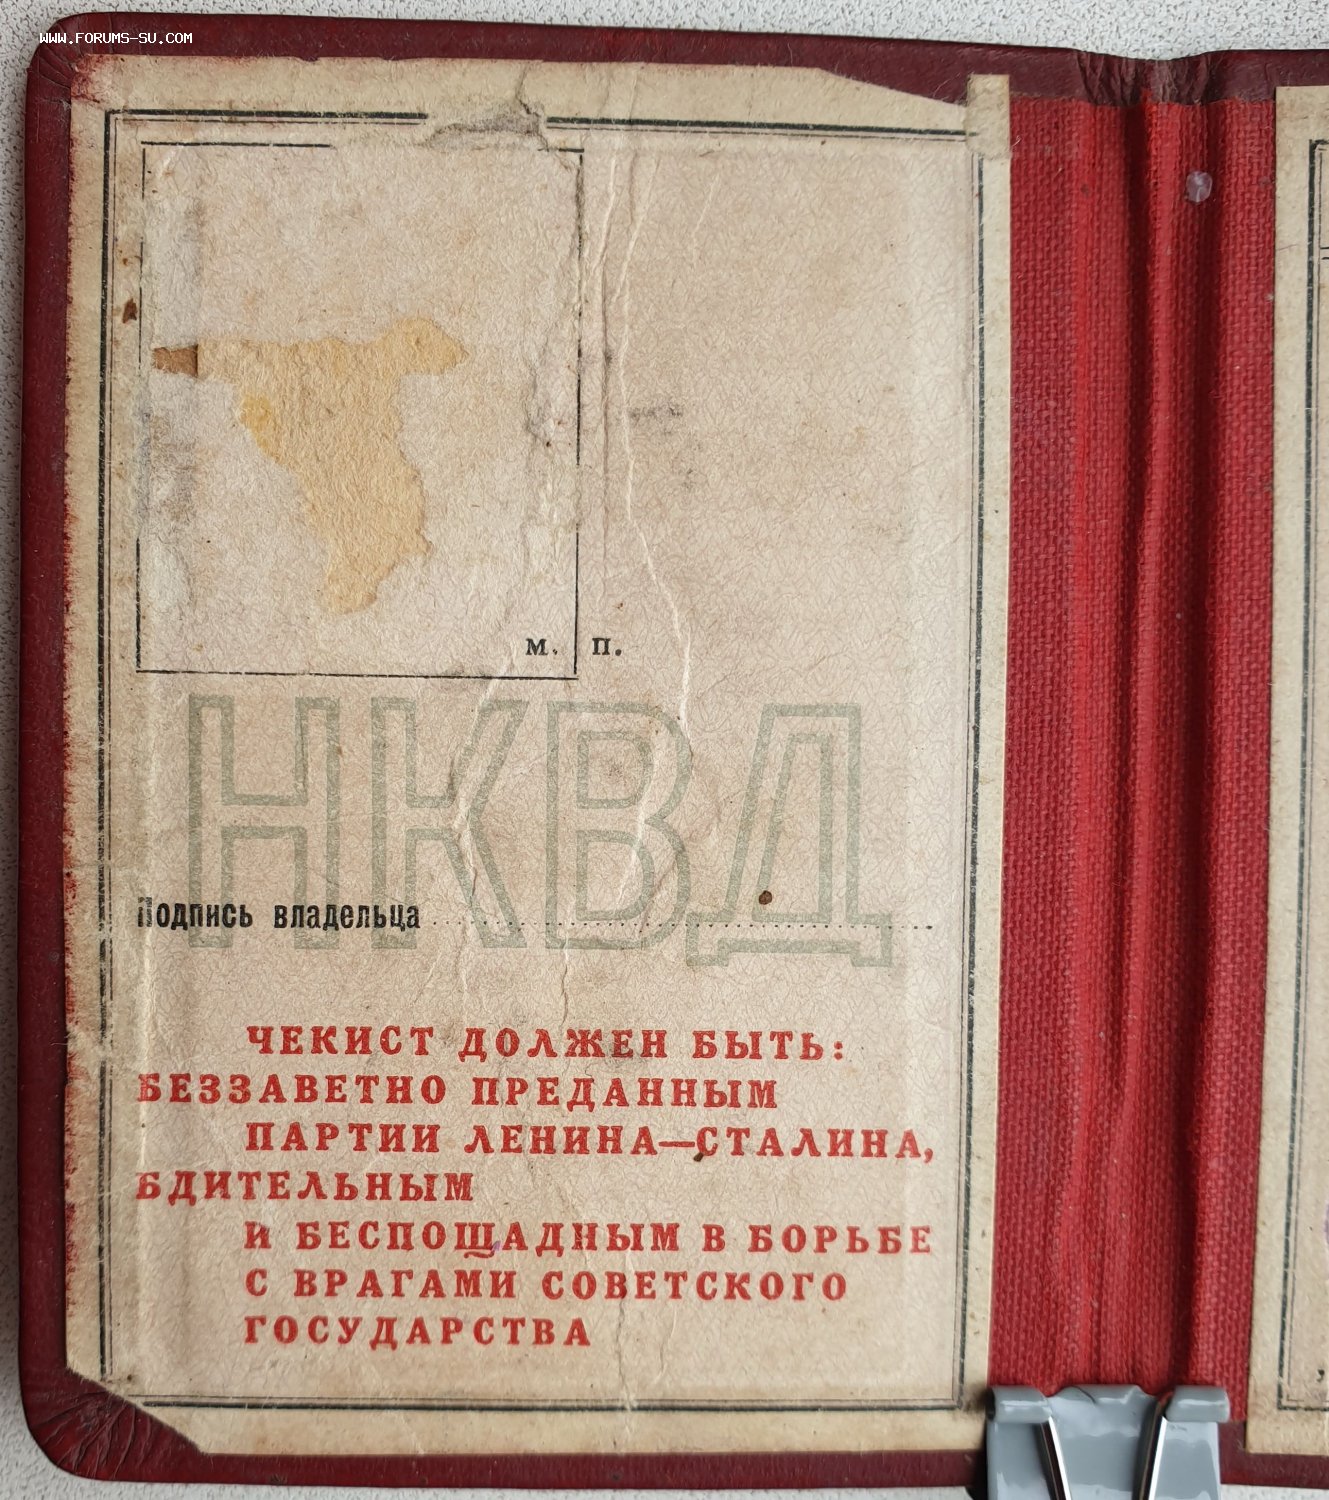 WWW.FORUMS-SU.COM
М. П.
НКВД
Подпись владельца
ЧЕКИСТ ДОЛЖЕН БЫТЬ:
БЕЗЗАВЕТНО ПРЕДАННЫМ
ПАРТИИ ЛЕНИНА—СТАЛИНА,
БДИТЕЛЬНЫМ
И БЕСПОЩАДНЫМ В БОРЬБЕ
С ВРАГАМИ СОВЕТСКОГО
ГОСУДАРСТВА